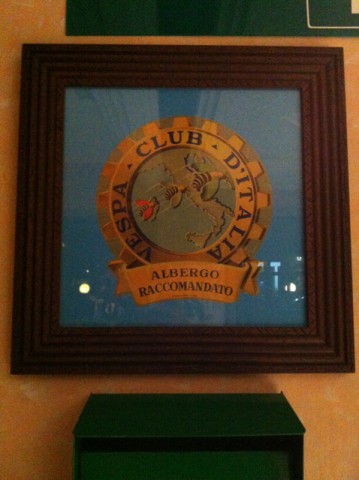 VESPA · CLUB · D'ITALIA
ALBERGO
RACCOMANDATO